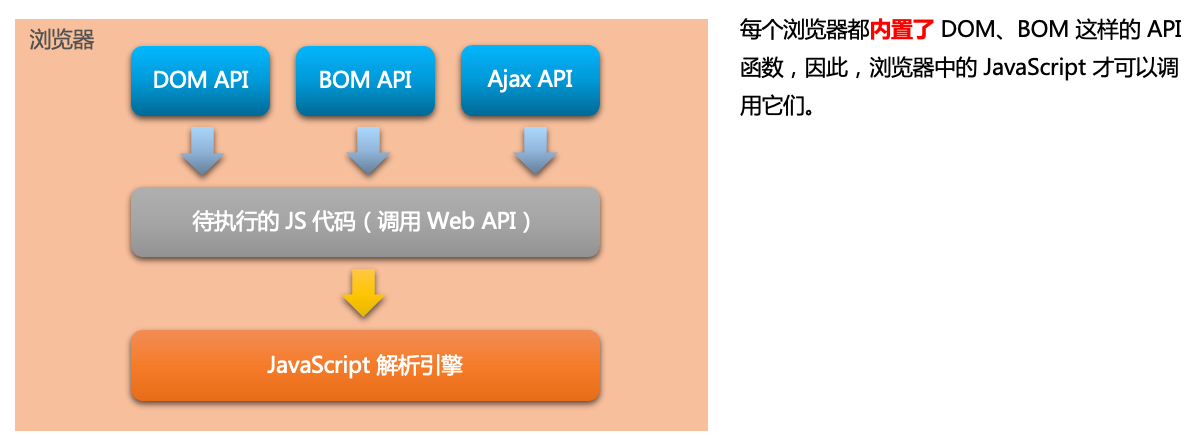 浏览器
DOM API
BOM API
Ajax API
待执行的 JS 代码（调用 Web API）
JavaScript 解析引擎
每个浏览器都内置了 DOM、BOM 这样的 API
函数，因此，浏览器中的 JavaScript 才可以调
用它们。